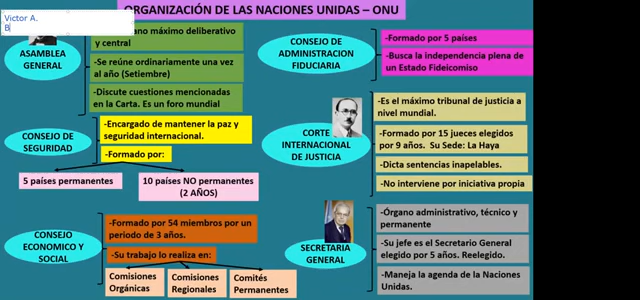 ORGANIZACIÓN DE LAS NACIONES UNIDAS – ONU
Victor A.
B
ASAMBLEA
GENERAL
máximo deliberativo
y central
-Se reúne ordinariamente una vez
al año (Setiembre)
-Discute cuestiones mencionadas
en la Carta. Es un foro mundial
CONSEJO DE
SEGURIDAD
-Encargado de mantener la paz y
seguridad internacional.
-Formado por:
5 países permanentes
10 países NO permanentes
(2 AÑOS)
CONSEJO
ECONOMICO Y
SOCIAL
-Formado por 54 miembros por un
periodo de 3 años.
-Su trabajo lo realiza en:
Comisiones
Orgánicas
Comisiones
Regionales
Comités
Permanentes
CONSEJO DE
ADMINISTRACION
FIDUCIARIA
-Formado por 5 países
-Busca la independencia plena de
un Estado Fideicomiso
CORTE
INTERNACIONAL
DE JUSTICIA
-Es el máximo tribunal de justicia a
nivel mundial.
-Formado por 15 jueces elegidos
por 9 años. Su Sede: La Haya
-Dicta sentencias inapelables.
-No interviene por iniciativa propia
SECRETARIA
GENERAL
-Órgano administrativo, técnico y
permanente
-Su jefe es el Secretario General
elegido por 5 años. Reelegido.
-Maneja la agenda de la Naciones
Unidas.